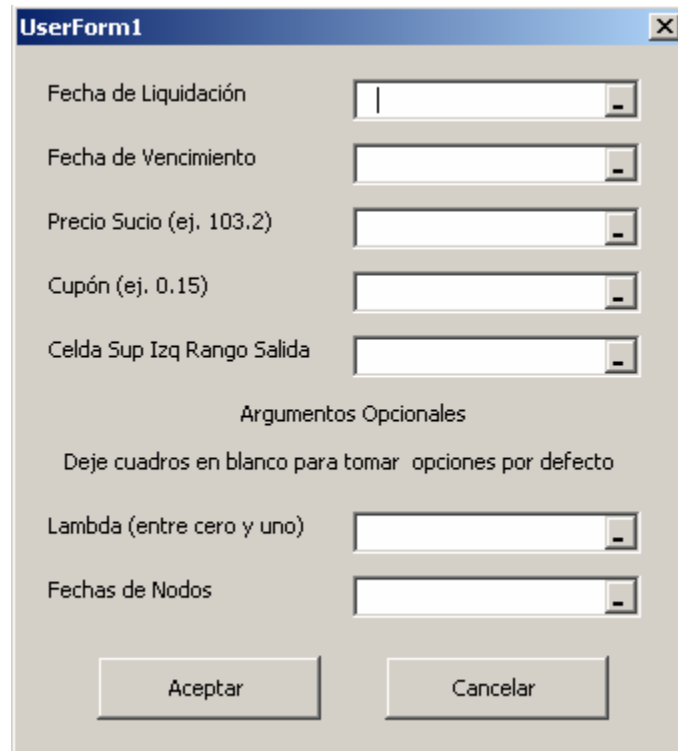 UserForm1
Fecha de Liquidación
Fecha de Vencimiento
Precio Sucio (ej. 103.2)
Cupón (ej. 0.15)
Celda Sup Izq Rango Salida
Argumentos Opcionales
Deje cuadros en blanco para tomar opciones por defecto
Lambda (entre cero y uno)
Fechas de Nodos
Aceptar Cancelar